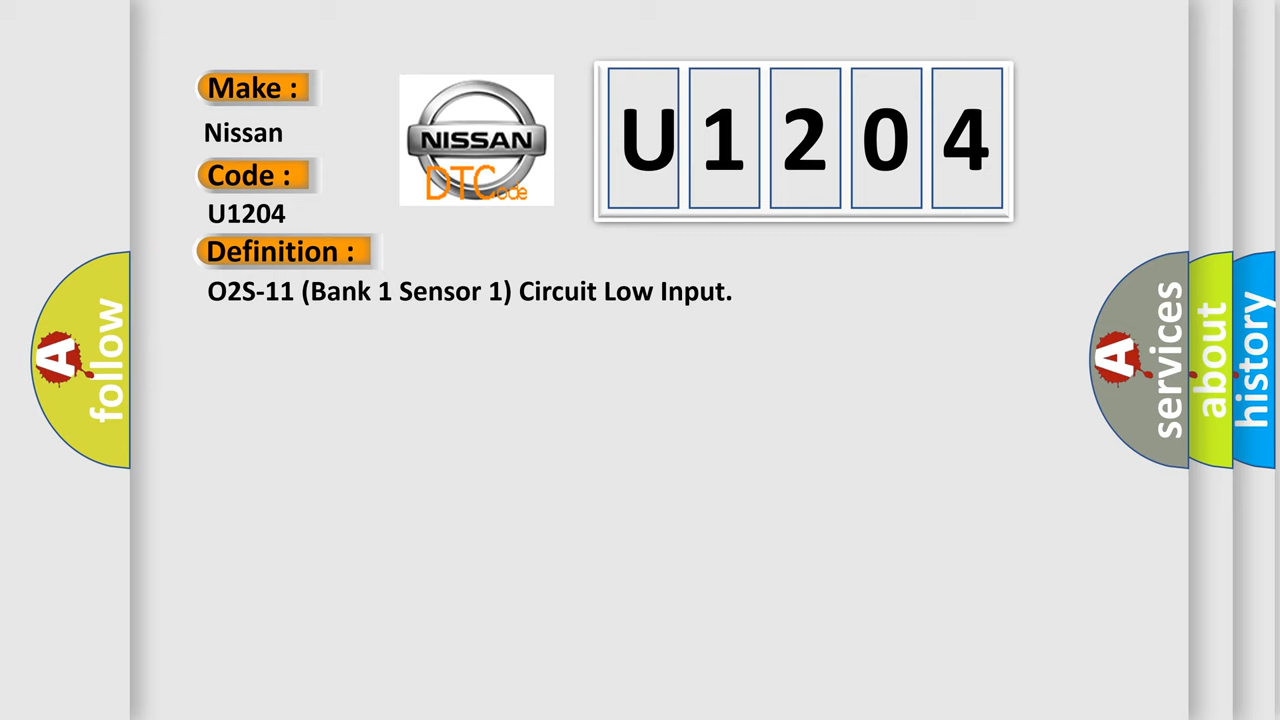 Make :
Nissan
Code :
U1204
Definition :
O2S-11 (Bank 1 Sensor 1) Circuit Low Input.
NISSAN
DTCode
U1204
A
follow
A
services
about
history